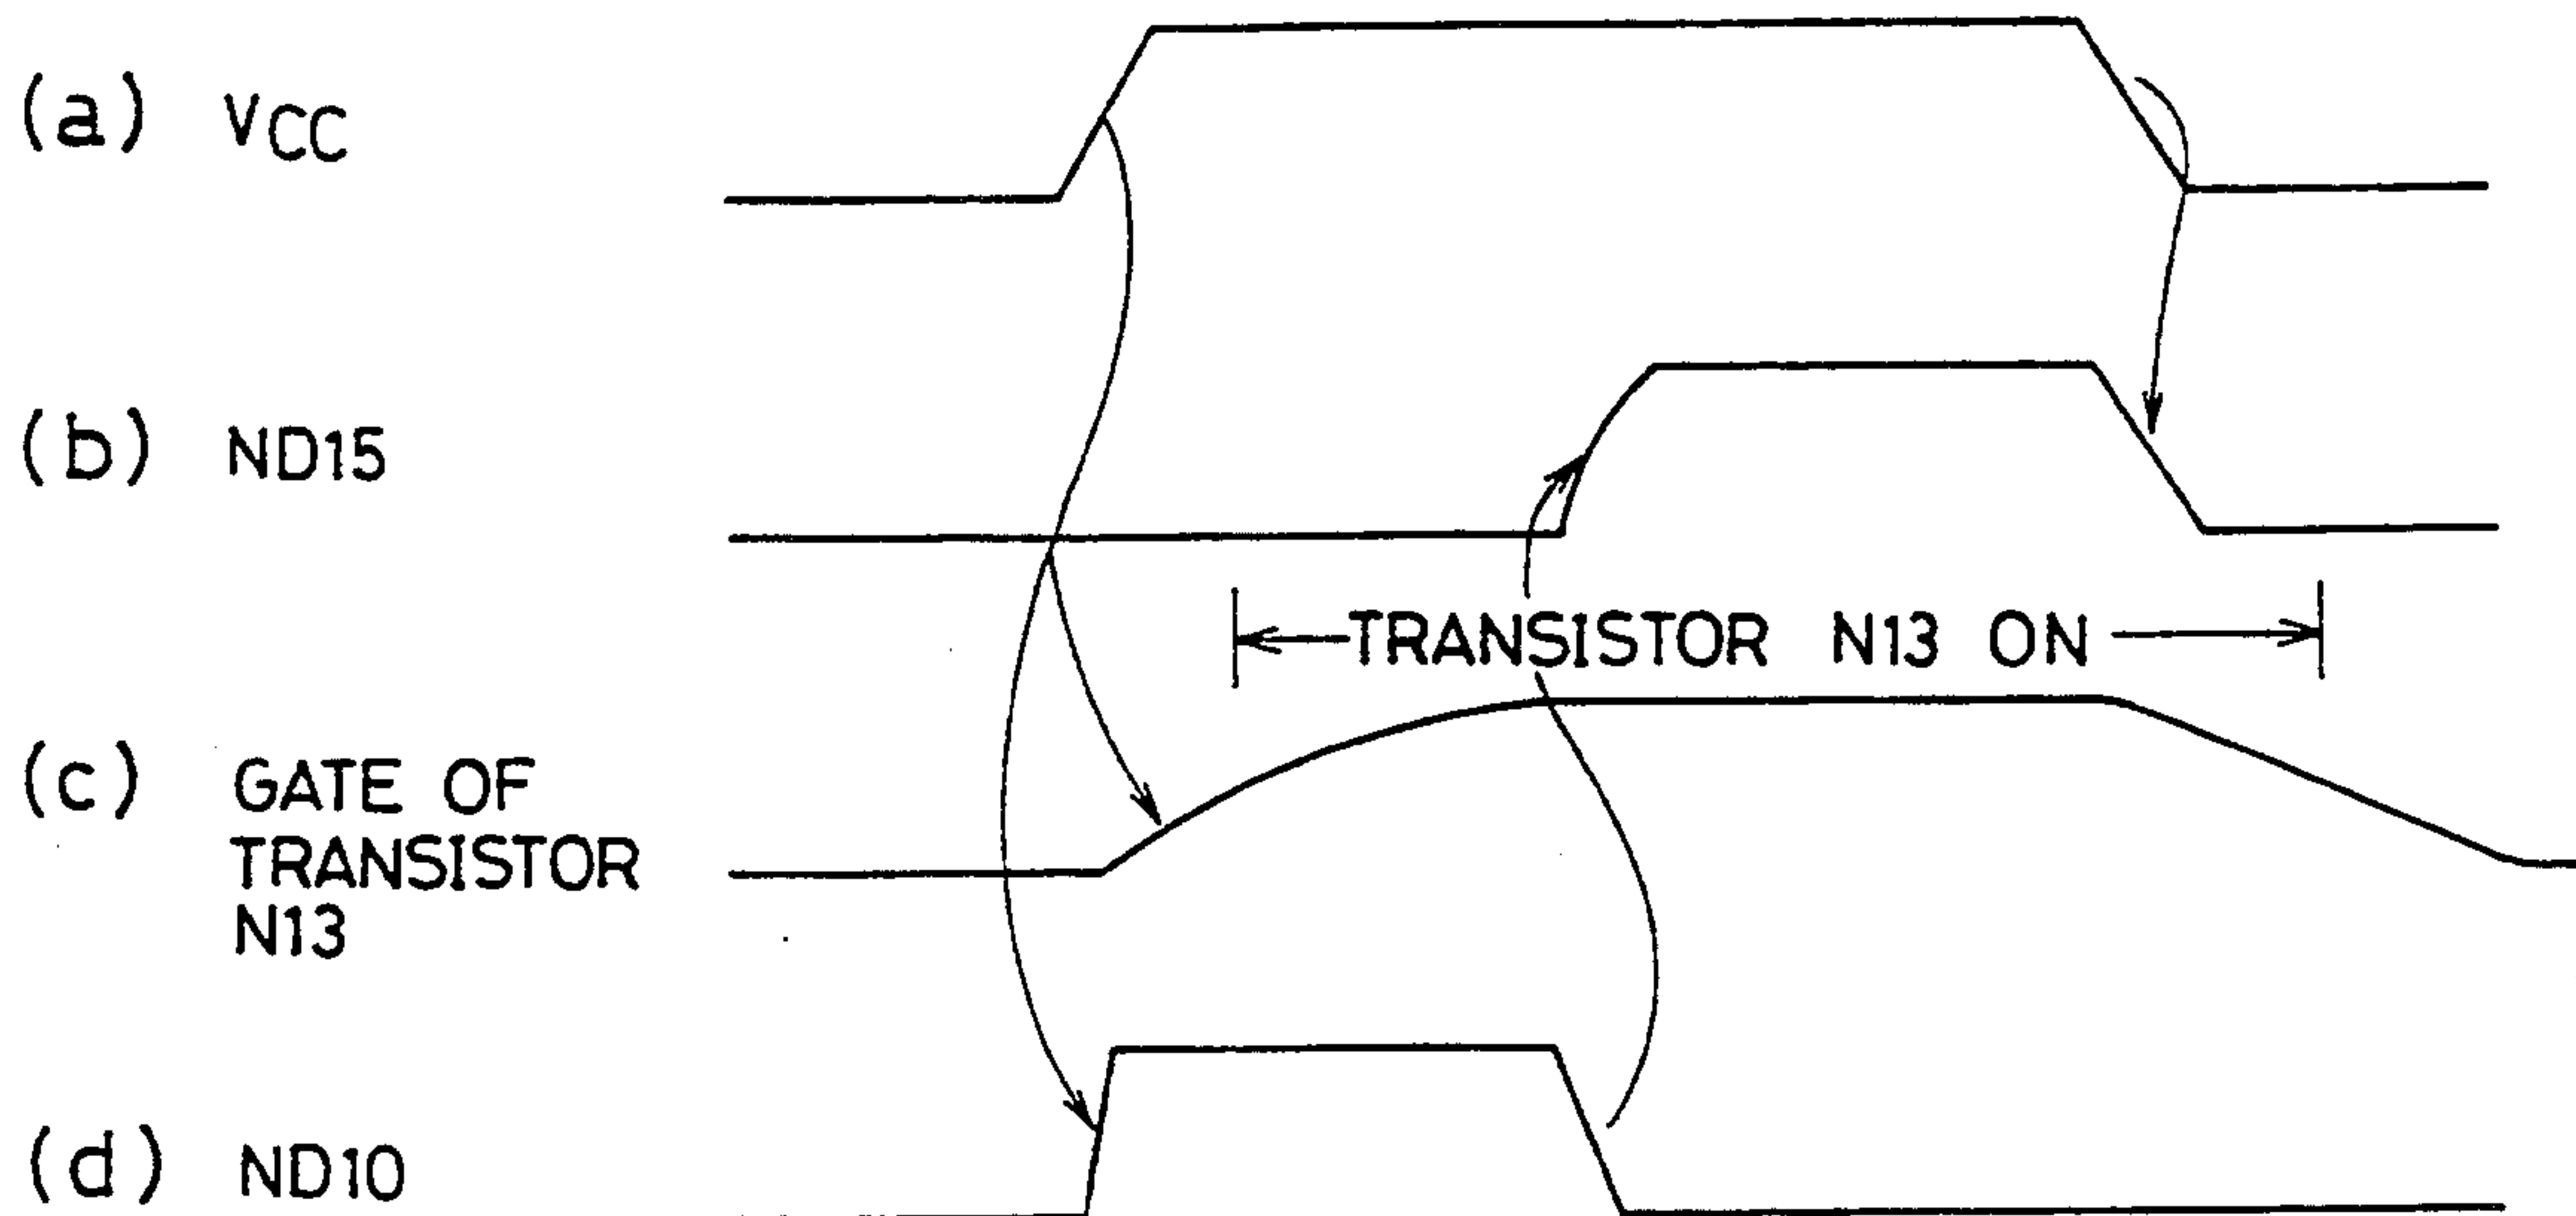 (a) VCC
(b) ND15
TRANSISTOR N13 ON
(c) GATE OF
TRANSISTOR
N13
(d) ND10